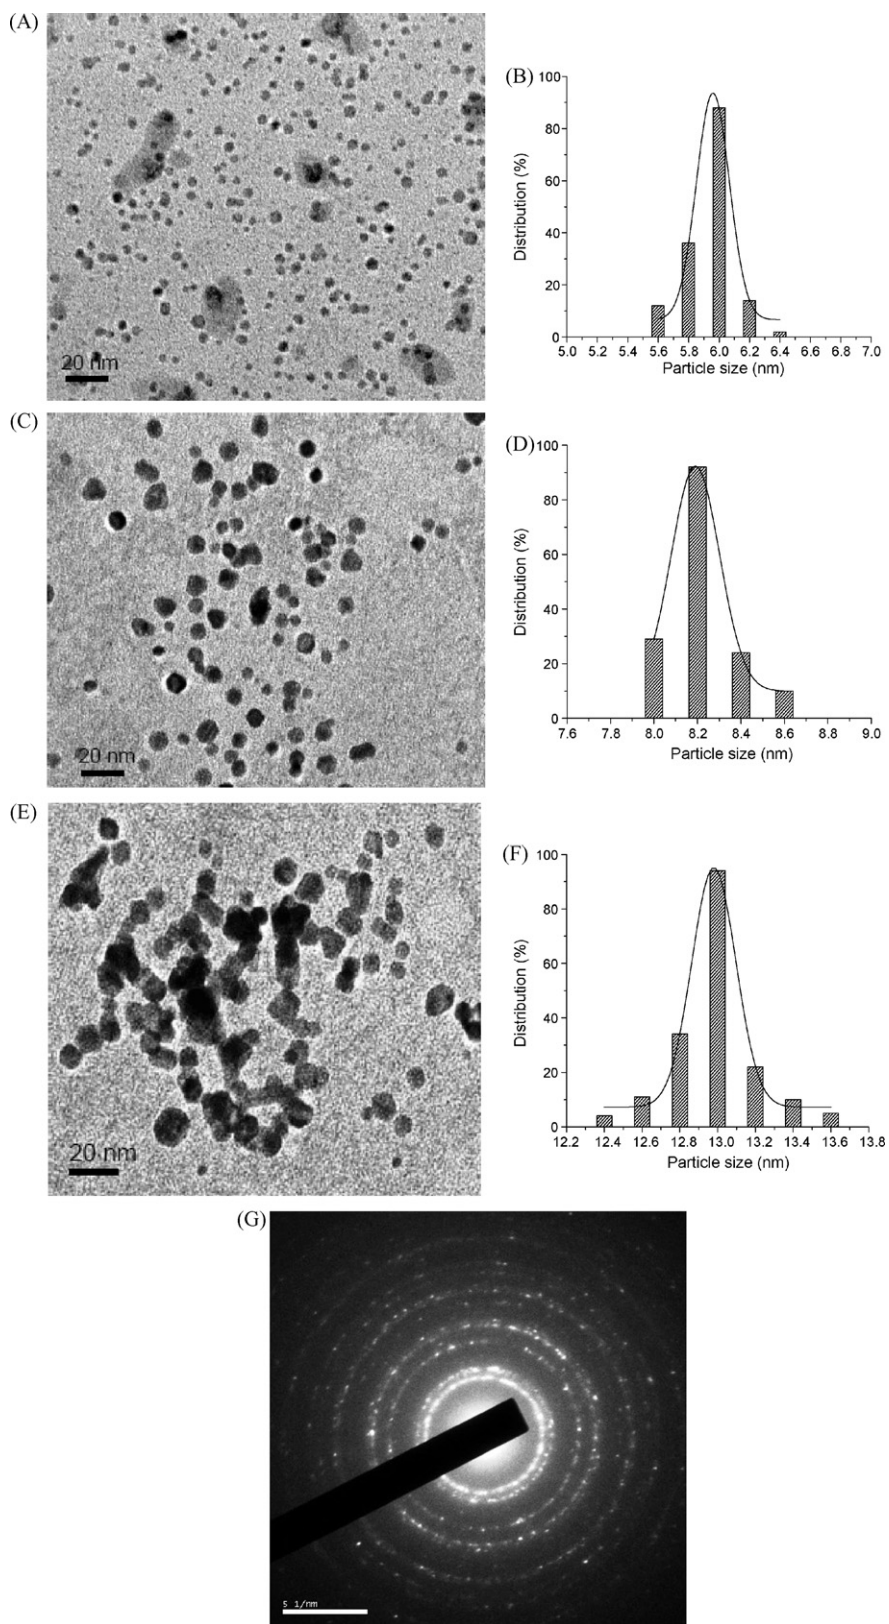 (A)
20 nm
(B)
Distribution (%)
100
80
60
40
20
0
5.0 5.2 5.4 5.6 5.8 6.0 6.2 6.4 6.6 6.8 7.0
Particle size (nm)
(C)
20 nm
(D)
Distribution (%)
100
80
60
40
20
0
7.6 7.8 8.0 8.2 8.4 8.6 8.8 9.0
Particle size (nm)
(E)
20 nm
(F)
Distribution (%)
100
80
60
40
20
0
12.2 12.4 12.6 12.8 13.0 13.2 13.4 13.6 13.8
Particle size (nm)
(G)
5 1/nm